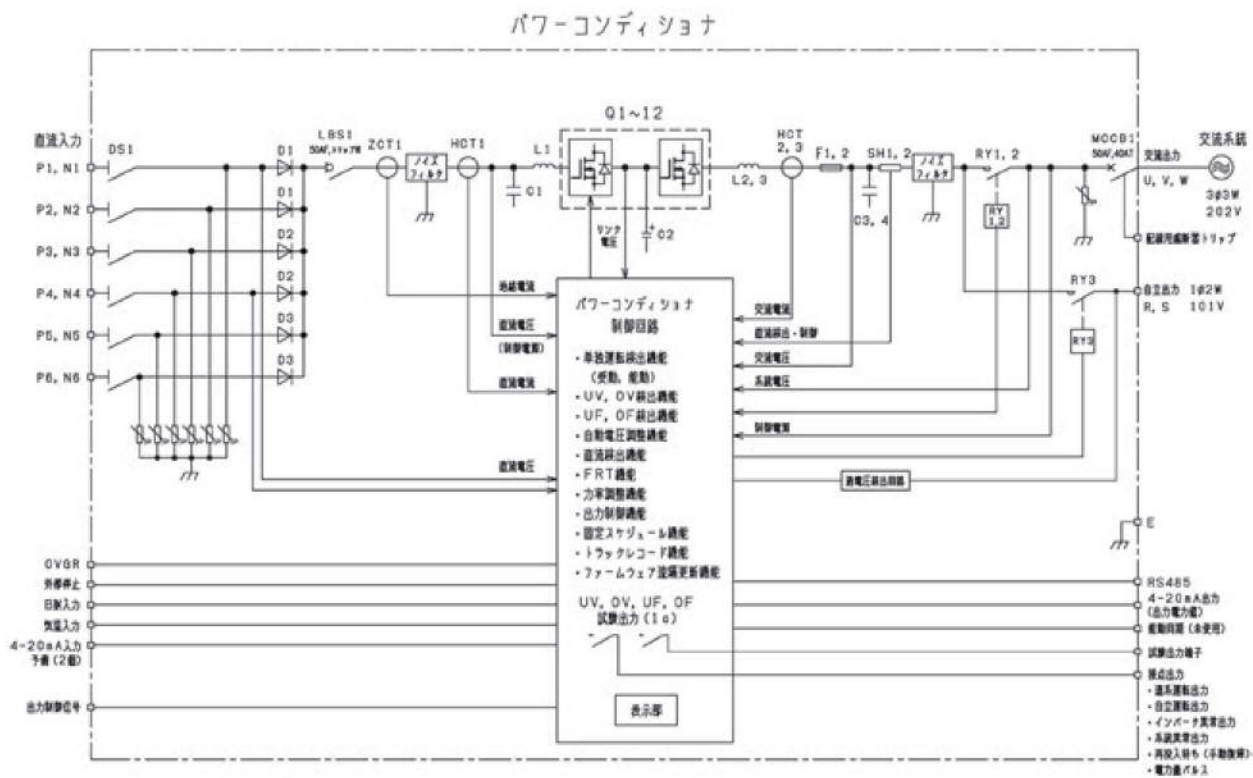 パワーコンディショナ
直流入力
DS1
P1, N1
P2, N2
P3, N3
P4, N4
P5, N5
P6, N6
D1
D1
D2
D2
D3
D3
LBS1
ZCT1
ノイズ
フィルタ
HCT1
C1
L1
Q1~12
リンク
電圧
C2
L2, 3
HCT
2, 3
F1, 2
SH1, 2
C3, 4
ノイズ
フィルタ
RY1, 2
RY
1,2
MCCB1
50AF,40AT
交流系統
交流出力
U, V, W
3φ3W
202V
配線用遮断器トリップ
自立出力 1φ2W
R, S 101V
RY3
RY3
地絡電流
直流電圧
(制御電源)
直流電流
直流電圧
パワーコンディショナ
制御回路
・単独運転検出機能
(受動, 能動)
・UV, OV検出機能
・UF, OF検出機能
・自動電圧調整機能
・直流検出機能
・FRT機能
・力率調整機能
・出力制御機能
・固定スケジュール機能
・トラックレコード機能
・ファームウェア遠隔更新機能
UV, OV, UF, OF
試験出力(1a)
表示部
交流電流
直流検出・制御
交流電圧
系統電圧
制御電源
過電圧検出回路
E
OVGR
外部停止
日射入力
気温入力
4-20mA入力
予備(2個)
出力制御信号
RS485
4-20mA出力
(出力電力値)
能動同期(未使用)
試験出力端子
接点出力
・連系運転出力
・自立運転出力
・インバータ異常出力
・系統異常出力
・再投入待ち(手動復帰)
・電力量パルス